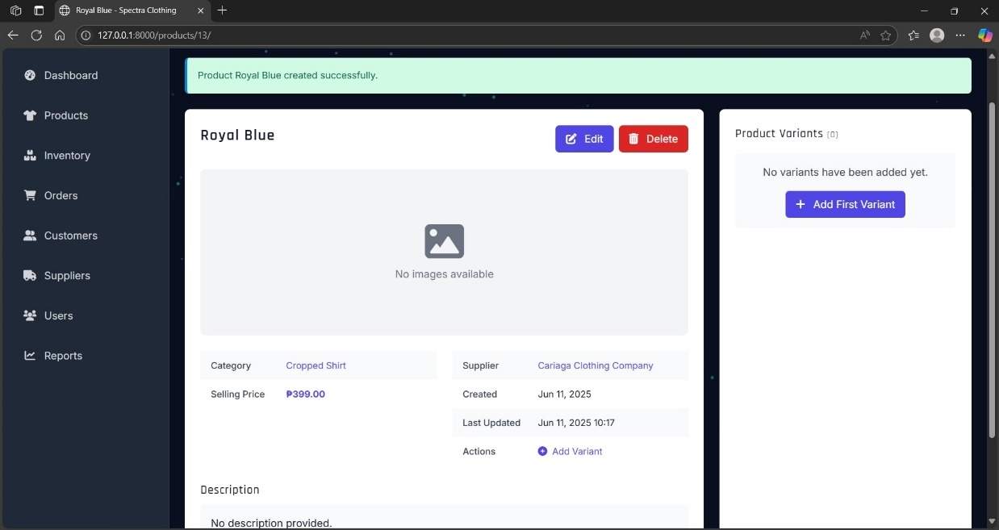 Royal Blue - Spectra Clothing
127.0.0.1:8000/products/13/
Dashboard
Products
Inventory
Orders
Customers
Suppliers
Users
Reports
Product Royal Blue created successfully.
Royal Blue
Edit
Delete
No images available
Category Cropped Shirt
Selling Price ₱399.00
Supplier Cariaga Clothing Company
Created Jun 11, 2025
Last Updated Jun 11, 2025 10:17
Actions Add Variant
Description
No description provided.
Product Variants [0]
No variants have been added yet.
+ Add First Variant